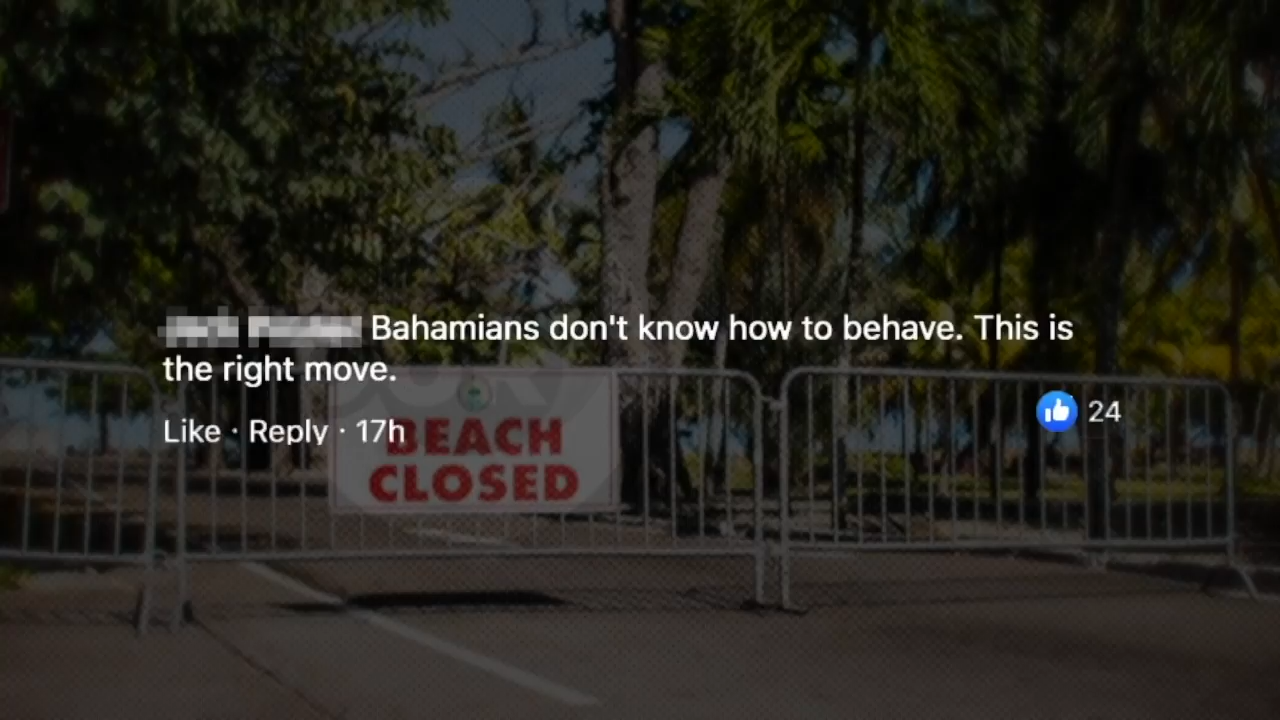 Bahamians don't know how to behave. This is
the right move.
Like · Reply · 17h
24
BEACH
CLOSED